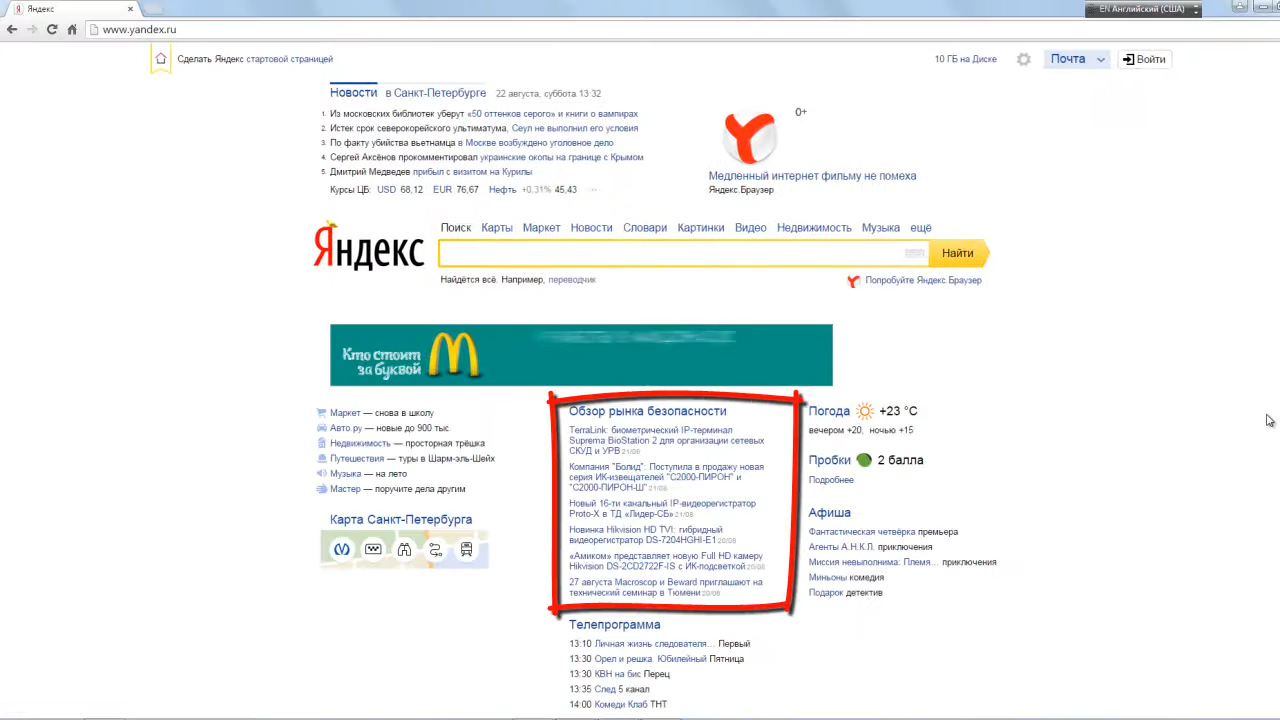 Яндекс
EN Английский (США)
www.yandex.ru
Сделать Яндекс стартовой страницей
10 ГБ на Диске
Почта
Войти
Новости в Санкт-Петербурге 22 августа, суббота 13:32
1. Из московских библиотек уберут «50 оттенков серого» и книги о вампирах
2. Истек срок северокорейского ультиматума, Сеул не выполнил его условия
3. По факту убийства вьетнамца в Москве возбуждено уголовное дело
4. Сергей Аксёнов прокомментировал украинские окопы на границе с Крымом
5. Дмитрий Медведев прибыл с визитом на Курилы
Курсы ЦБ: USD 68,12 EUR 76,67 Нефть +0,31% 45,43 ···
0+
Медленный интернет фильму не помеха
Яндекс.Браузер
Поиск Карты Маркет Новости Словари Картинки Видео Недвижимость Музыка ещё
Яндекс
Найти
Найдётся всё. Например, переводчик
Попробуйте Яндекс.Браузер
Кто стоит
за буквой
Маркет — снова в школу
Авто.ру — новые до 900 тыс.
Недвижимость — просторная трёшка
Путешествия — туры в Шарм-эль-Шейх
Музыка — на лето
Мастер — поручите дела другим
Карта Санкт-Петербурга
Обзор рынка безопасности
TerraLink: биометрический IP-терминал
Suprema BioStation 2 для организации сетевых
СКУД и УРВ 21/08
Компания "Болид": Поступила в продажу новая
серия ИК-извещателей "С2000-ПИРОН" и
"С2000-ПИРОН-Ш" 21/08
Новый 16-ти канальный IP-видеорегистратор
Proto-X в ТД «Лидер-СБ» 21/08
Новинка Hikvision HD TVI: гибридный
видеорегистратор DS-7204HGHI-E1 20/08
«Амиком» представляет новую Full HD камеру
Hikvision DS-2CD2722F-IS с ИК-подсветкой 20/08
27 августа Macroscop и Beward приглашают на
технический семинар в Тюмени 20/08
Телепрограмма
13:10 Личная жизнь следователя... Первый
13:30 Орел и решка. Юбилейный Пятница
13:30 КВН на бис Перец
13:35 След 5 канал
14:00 Комеди Клаб ТНТ
Погода +23 °C
вечером +20, ночью +15
Пробки 2 балла
Подробнее
Афиша
Фантастическая четвёрка премьера
Агенты А.Н.К.Л. приключения
Миссия невыполнима: Племя... приключения
Миньоны комедия
Подарок детектив